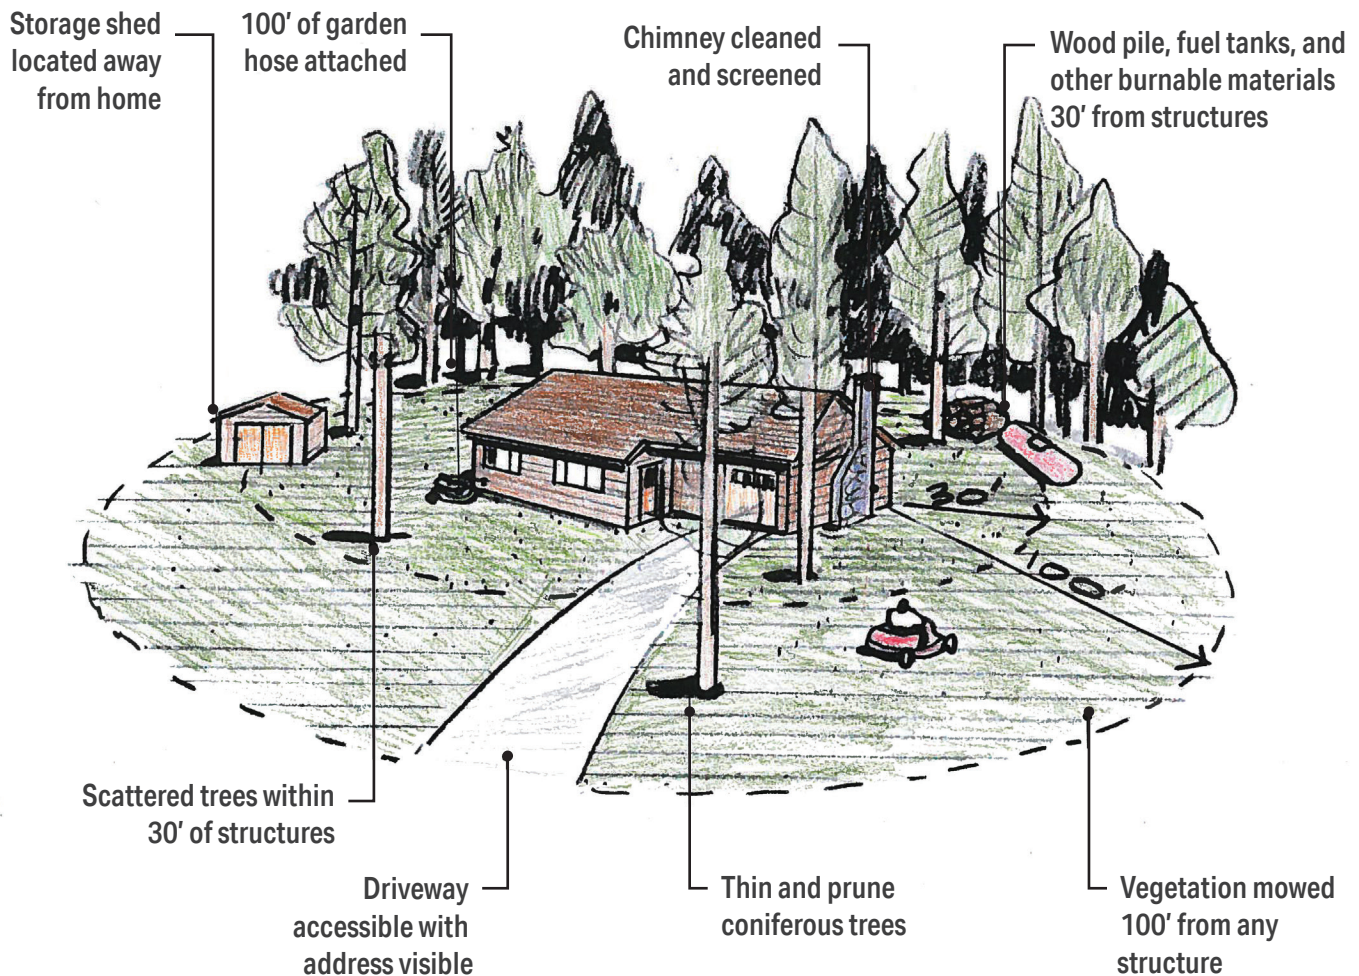 Storage shed
located away
from home
100′ of garden
hose attached
Chimney cleaned
and screened
Wood pile, fuel tanks, and
other burnable materials
30′ from structures
30'
100'
Scattered trees within
30′ of structures
Driveway
accessible with
address visible
Thin and prune
coniferous trees
Vegetation mowed
100′ from any
structure